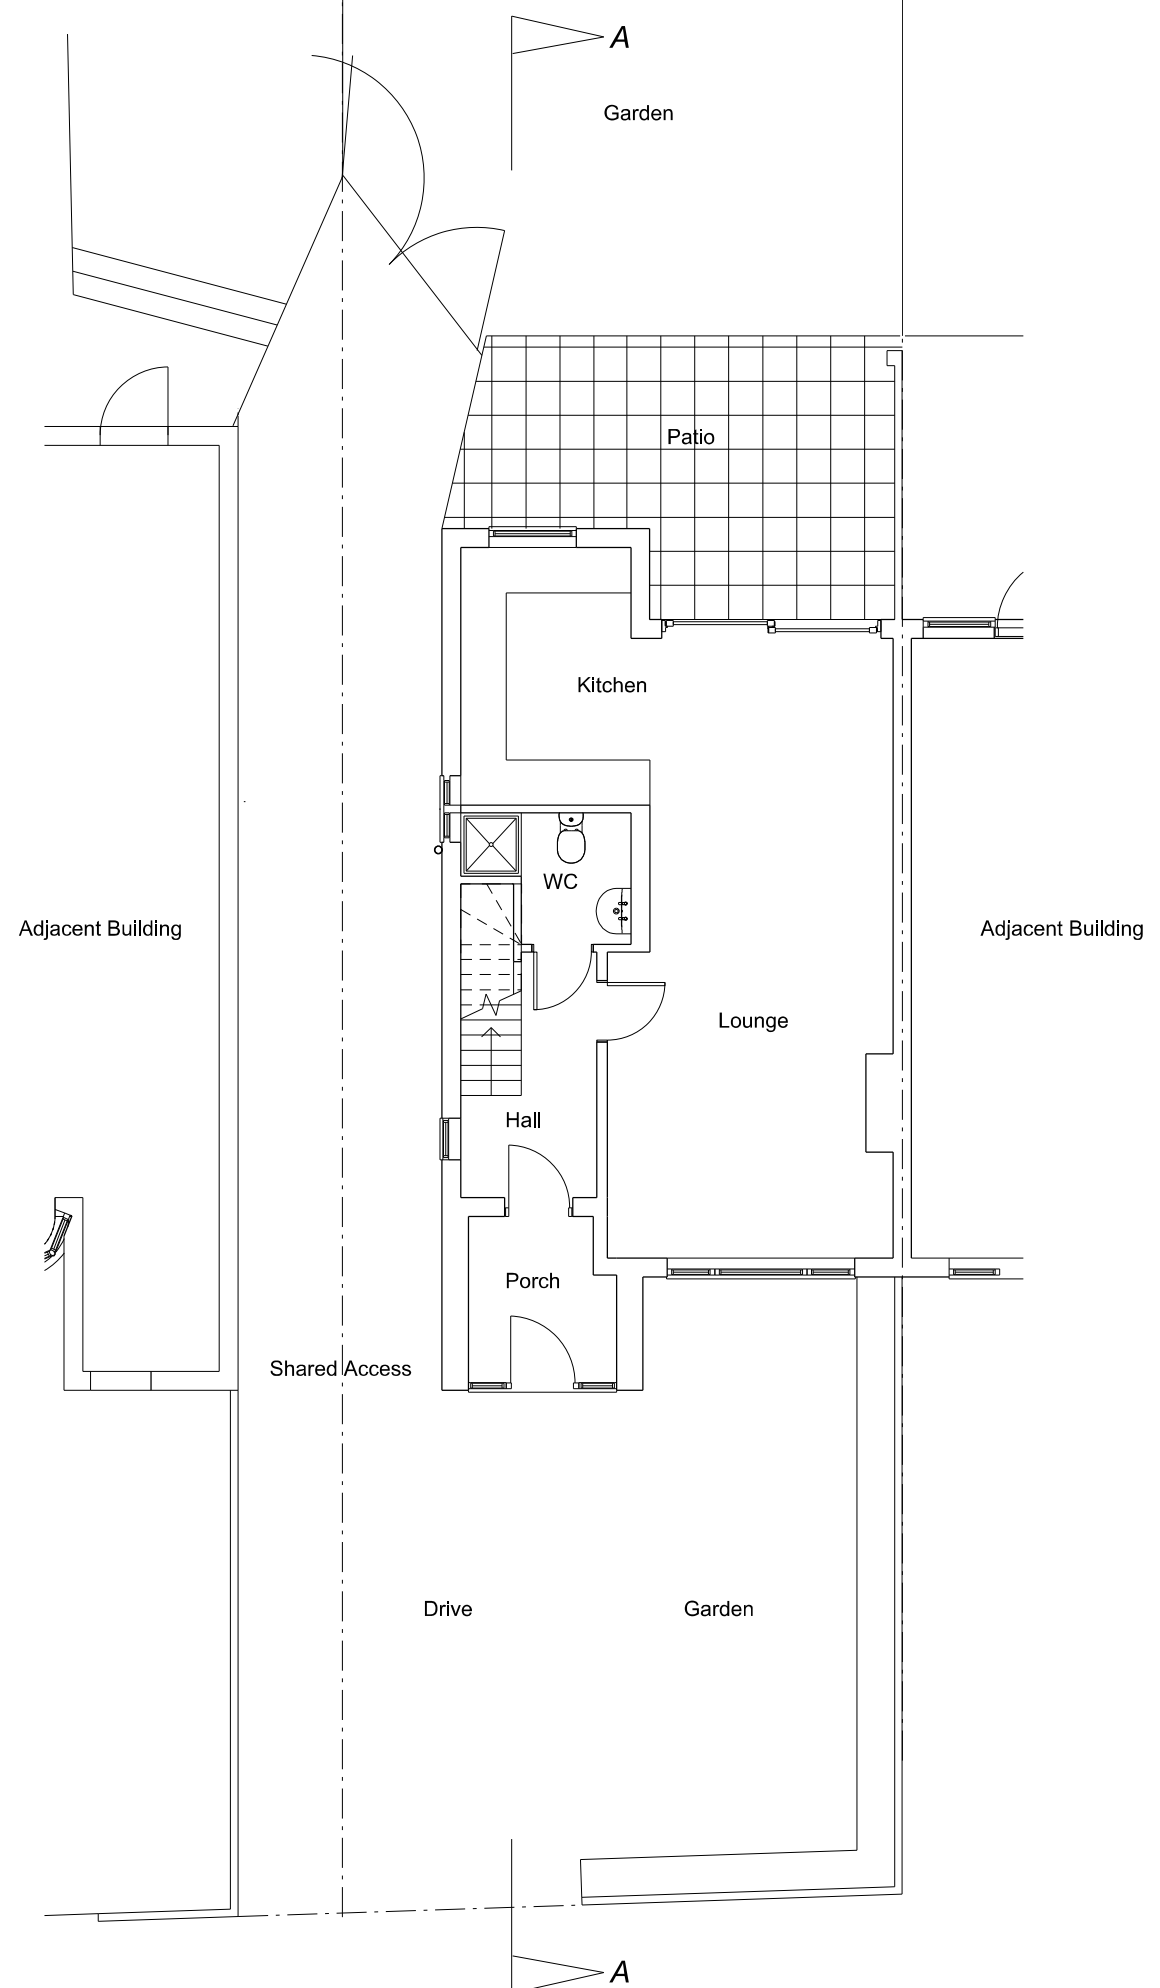 A
Garden
Patio
Kitchen
WC
Adjacent Building
Adjacent Building
Lounge
Hall
Porch
Shared Access
Drive
Garden
A